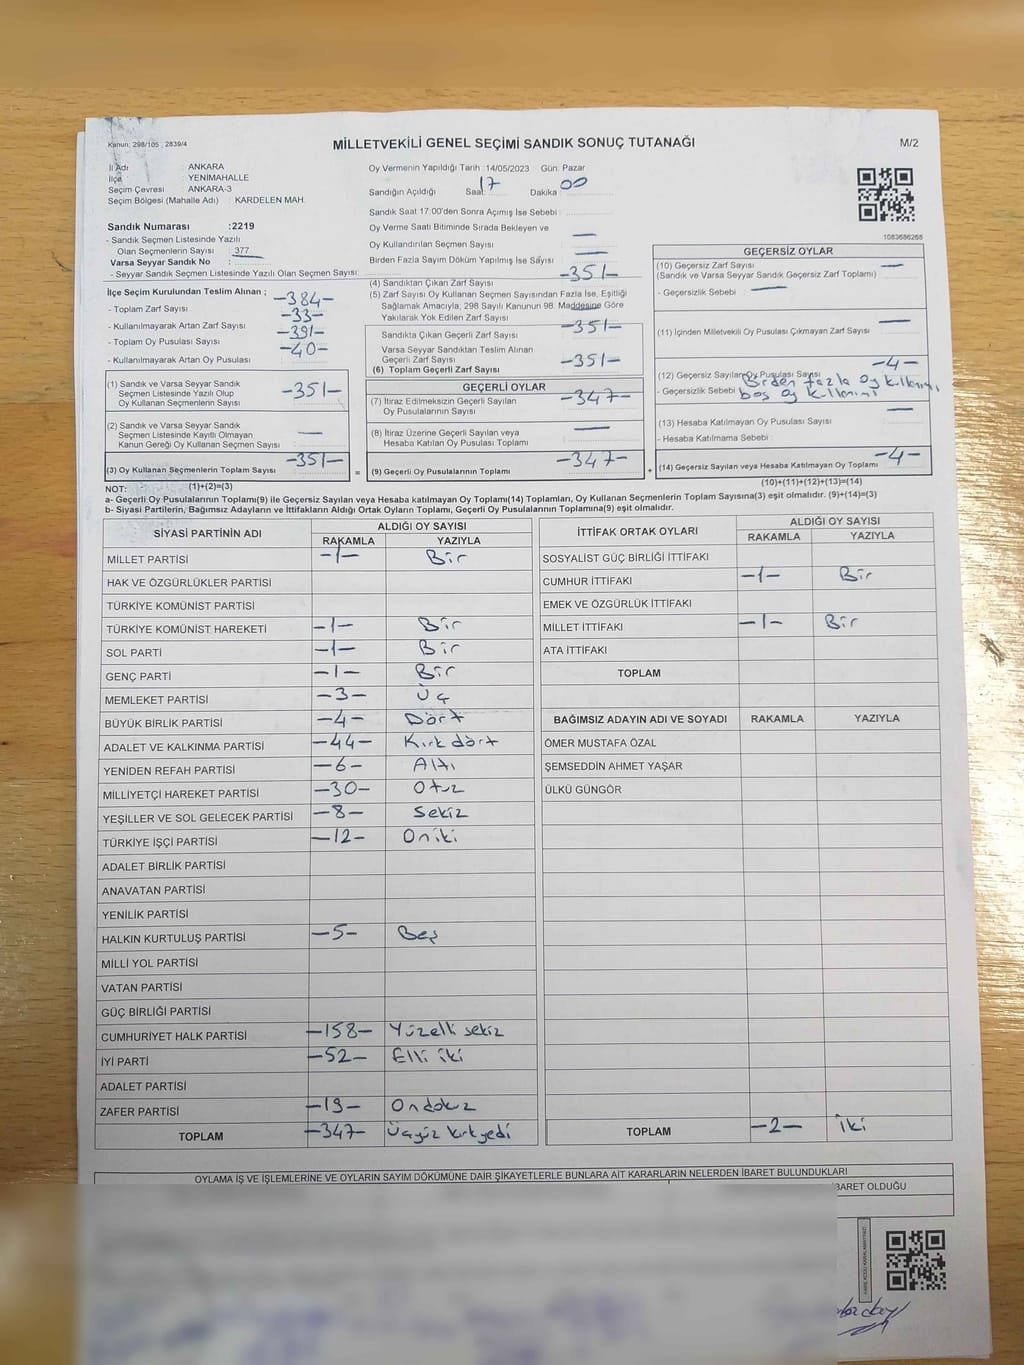 Kanun; 298/105 , 2839/4
MİLLETVEKİLİ GENEL SEÇİMİ SANDIK SONUÇ TUTANAĞI
M/2
İl Adı : ANKARA
İlçe : YENİMAHALLE
Seçim Çevresi : ANKARA-3
Seçim Bölgesi (Mahalle Adı) : KARDELEN MAH.
Oy Vermenin Yapıldığı Tarih :14/05/2023 Gün: Pazar
Sandığın Açıldığı Saat: 17 Dakika 00
Sandık Saat 17:00'den Sonra Açımış İse Sebebi :
Oy Verme Saati Bitiminde Sırada Bekleyen ve
Oy Kullandırılan Seçmen Sayısı —
Birden Fazla Sayım Döküm Yapılmış İse Sayısı —
1083686268
Sandık Numarası :2219
- Sandık Seçmen Listesinde Yazılı
Olan Seçmenlerin Sayısı : 377
Varsa Seyyar Sandık No :
- Seyyar Sandık Seçmen Listesinde Yazılı Olan Seçmen Sayısı:
İlçe Seçim Kurulundan Teslim Alınan ;
- Toplam Zarf Sayısı -384-
- Kullanılmayarak Artan Zarf Sayısı -33-
- Toplam Oy Pusulası Sayısı -391-
- Kullanılmayarak Artan Oy Pusulası -40-
(1) Sandık ve Varsa Seyyar Sandık
Seçmen Listesinde Yazılı Olup
Oy Kullanan Seçmenlerin Sayısı -351-
(2) Sandık ve Varsa Seyyar Sandık
Seçmen Listesinde Kayıtlı Olmayan
Kanun Gereği Oy Kullanan Seçmen Sayısı —
(3) Oy Kullanan Seçmenlerin Toplam Sayısı -351- =
(4) Sandıktan Çıkan Zarf Sayısı -351-
(5) Zarf Sayısı Oy Kullanan Seçmen Sayısından Fazla İse, Eşitliği
Sağlamak Amacıyla; 298 Sayılı Kanunun 98. Maddesine Göre
Yakılarak Yok Edilen Zarf Sayısı —
Sandıkta Çıkan Geçerli Zarf Sayısı -351-
Varsa Seyyar Sandıktan Teslim Alınan
Geçerli Zarf Sayısı
(6) Toplam Geçerli Zarf Sayısı -351-
GEÇERLİ OYLAR
(7) İtiraz Edilmeksizin Geçerli Sayılan
Oy Pusulalarının Sayısı -347-
(8) İtiraz Üzerine Geçerli Sayılan veya
Hesaba Katılan Oy Pusulası Toplamı —
(9) Geçerli Oy Pusulalarının Toplamı -347- +
GEÇERSİZ OYLAR
(10) Geçersiz Zarf Sayısı —
(Sandık ve Varsa Seyyar Sandık Geçersiz Zarf Toplamı)
- Geçersizlik Sebebi : —
(11) İçinden Milletvekili Oy Pusulası Çıkmayan Zarf Sayısı —
(12) Geçersiz Sayılan Oy Pusulası Sayısı -4-
- Geçersizlik Sebebi : Birden fazla oy kullanımı,
boş oy kullanımı
(13) Hesaba Katılmayan Oy Pusulası Sayısı —
- Hesaba Katılmama Sebebi :
(14) Geçersiz Sayılan veya Hesaba Katılmayan Oy Toplamı -4-
NOT: (1)+(2)=(3) (10)+(11)+(12)+(13)=(14)
a- Geçerli Oy Pusulalarının Toplamı(9) ile Geçersiz Sayılan veya Hesaba katılmayan Oy Toplamı(14) Toplamları, Oy Kullanan Seçmenlerin Toplam Sayısına(3) eşit olmalıdır. (9)+(14)=(3)
b- Siyasi Partilerin, Bağımsız Adayların ve İttifakların Aldığı Ortak Oyların Toplamı, Geçerli Oy Pusulalarının Toplamına(9) eşit olmalıdır.
SİYASİ PARTİNİN ADI ALDIĞI OY SAYISI
RAKAMLA YAZIYLA
MİLLET PARTİSİ -1- Bir
HAK VE ÖZGÜRLÜKLER PARTİSİ
TÜRKİYE KOMÜNİST PARTİSİ
TÜRKİYE KOMÜNİST HAREKETİ -1- Bir
SOL PARTİ -1- Bir
GENÇ PARTİ -1- Bir
MEMLEKET PARTİSİ -3- Üç
BÜYÜK BİRLİK PARTİSİ -4- Dört
ADALET VE KALKINMA PARTİSİ -44- Kırk dört
YENİDEN REFAH PARTİSİ -6- Altı
MİLLİYETÇİ HAREKET PARTİSİ -30- Otuz
YEŞİLLER VE SOL GELECEK PARTİSİ -8- Sekiz
TÜRKİYE İŞÇİ PARTİSİ -12- Oniki
ADALET BİRLİK PARTİSİ
ANAVATAN PARTİSİ
YENİLİK PARTİSİ
HALKIN KURTULUŞ PARTİSİ -5- Beş
MİLLİ YOL PARTİSİ
VATAN PARTİSİ
GÜÇ BİRLİĞİ PARTİSİ
CUMHURİYET HALK PARTİSİ -158- Yüzelli sekiz
İYİ PARTİ -52- Elli iki
ADALET PARTİSİ
ZAFER PARTİSİ -19- Ondokuz
TOPLAM -347- Üçyüz kırkyedi
İTTİFAK ORTAK OYLARI ALDIĞI OY SAYISI
RAKAMLA YAZIYLA
SOSYALİST GÜÇ BİRLİĞİ İTTİFAKI
CUMHUR İTTİFAKI -1- Bir
EMEK VE ÖZGÜRLÜK İTTİFAKI
MİLLET İTTİFAKI -1- Bir
ATA İTTİFAKI
TOPLAM
BAĞIMSIZ ADAYIN ADI VE SOYADI RAKAMLA YAZIYLA
ÖMER MUSTAFA ÖZAL
ŞEMSEDDİN AHMET YAŞAR
ÜLKÜ GÜNGÖR
TOPLAM -2- İki
OYLAMA İŞ VE İŞLEMLERİNE VE OYLARIN SAYIM DÖKÜMÜNE DAİR ŞİKAYETLERLE BUNLARA AİT KARARLARIN NELERDEN İBARET BULUNDUKLARI
İBARET OLDUĞU